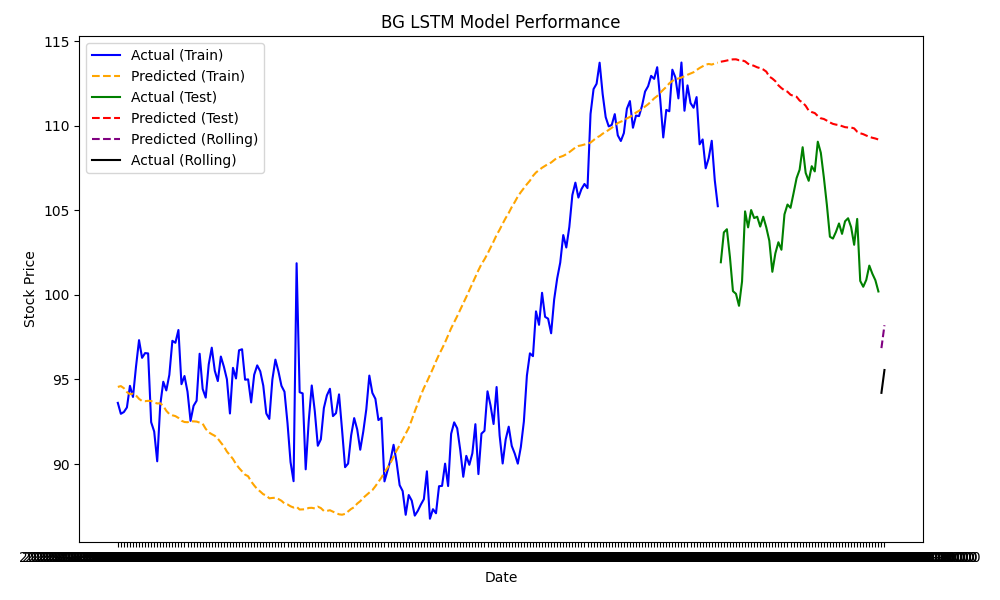 BG LSTM Model Performance
Actual (Train)
Predicted (Train)
Actual (Test)
Predicted (Test)
Predicted (Rolling)
Actual (Rolling)
115
110
105
100
95
90
Stock Price
Date